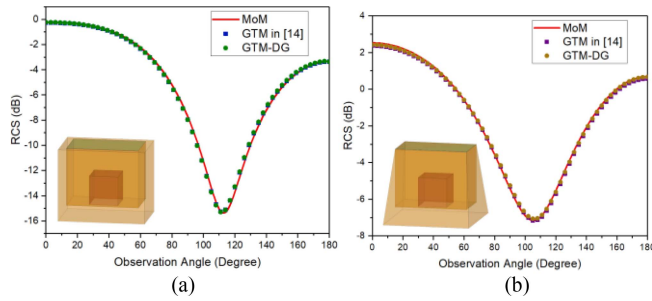 MoM
GTM in [14]
GTM-DG
0
-2
-4
-6
-8
-10
-12
-14
-16
RCS (dB)
0 20 40 60 80 100 120 140 160 180
Observation Angle (Degree)
(a)
MoM
GTM in [14]
GTM-DG
4
2
0
-2
-4
-6
-8
RCS (dB)
0 20 40 60 80 100 120 140 160 180
Observation Angle (Degree)
(b)